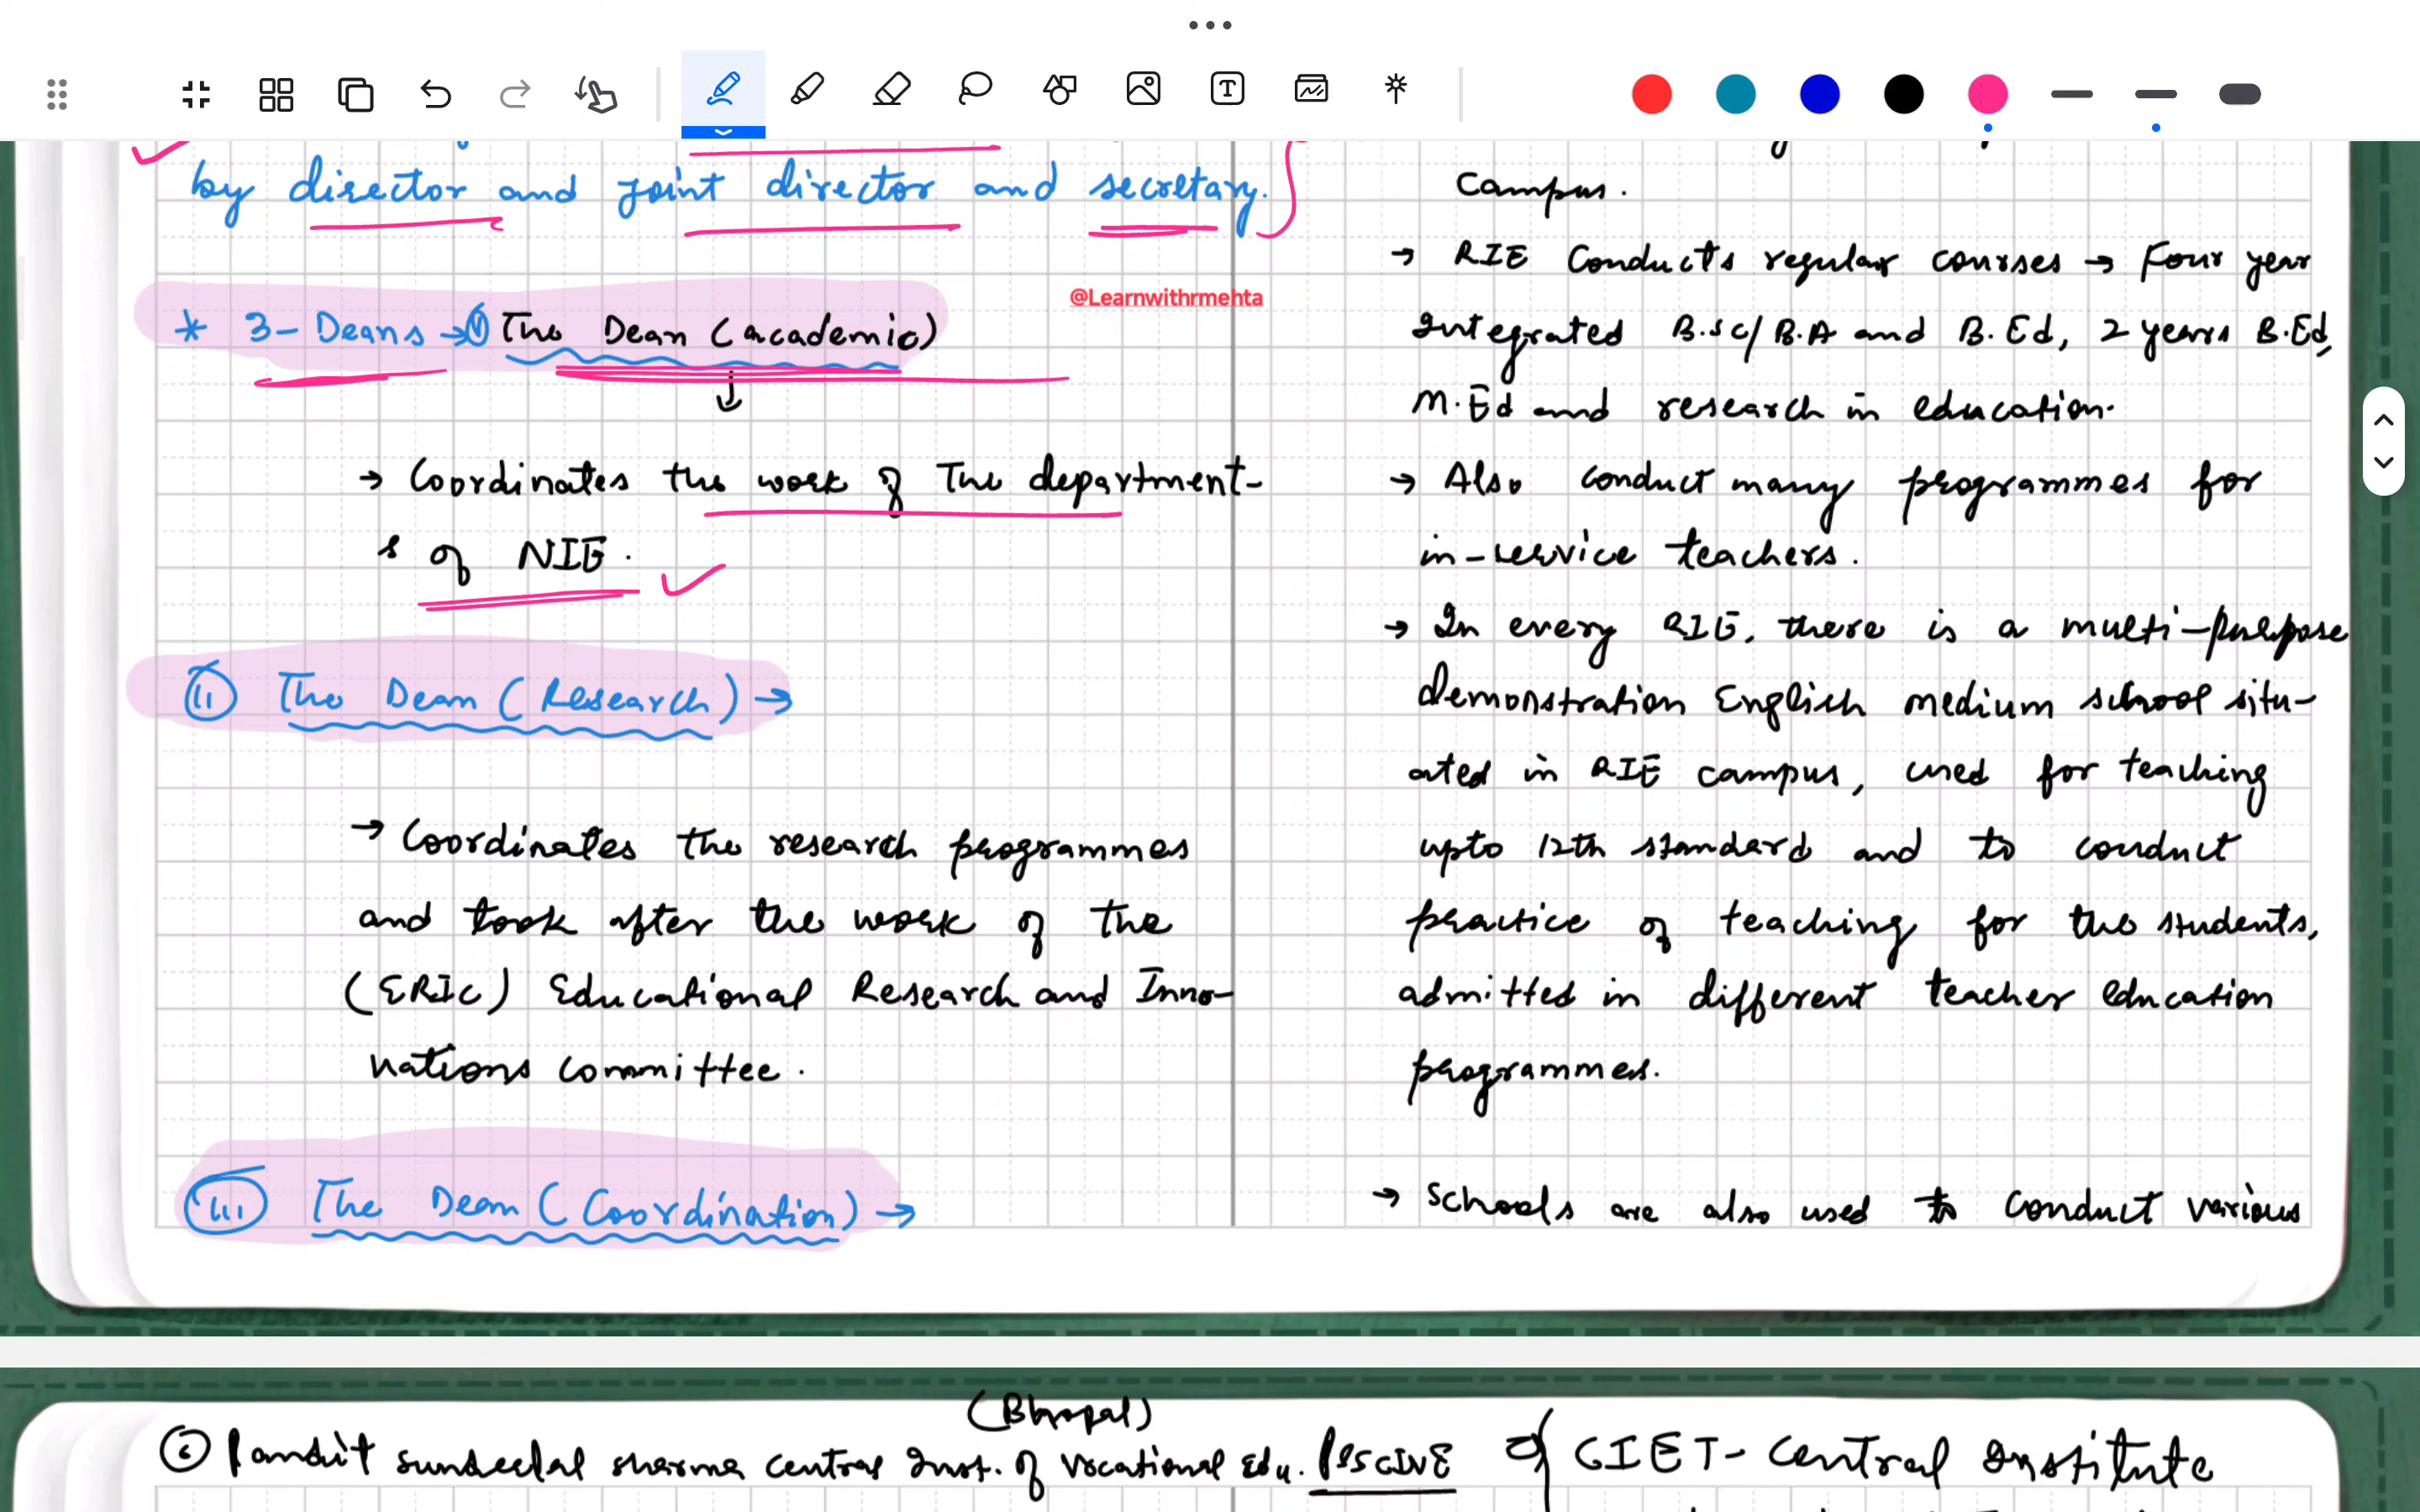 by director and joint director and secretary.
@Learnwithrmehta
* 3- Deans → (i) The Dean (academic)
↓
→ Coordinates the work of The department-
s of NIE.
(ii) The Dean (Research) →
→ Coordinates the research programmes
and took after the work of the
(ERIC) Educational Research and Inno-
vations committee.
(iii) The Dean (Coordination) →
Campus.
→ RIE Conducts regular courses → Four year
Integrated B.Sc/B.A and B.Ed, 2 years B.Ed,
M.Ed and research in education.
→ Also conduct many programmes for
in-service teachers.
→ In every RIE, there is a multi-purpose
demonstration English medium school situ-
ated in RIE campus, used for teaching
upto 12th standard and to conduct
practice of teaching for the students,
admitted in different teacher education
programmes.
→ Schools are also used to conduct various
(Bhopal)
(6) Pandit sunderlal sharma central Inst. of Vocational Edu. PSSCIVE
CIET- Central Institute